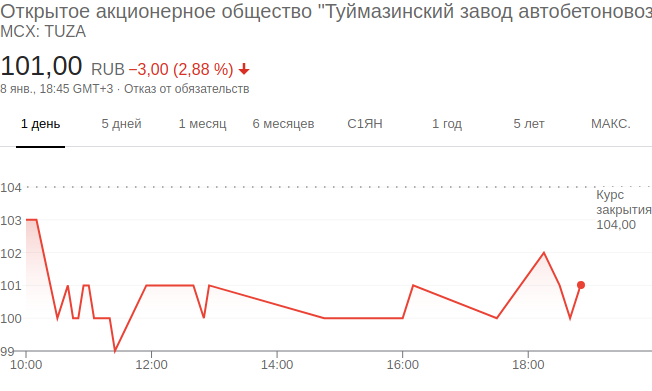 Открытое акционерное общество "Туймазинский завод автобетоновоз
MCX: TUZA
101,00 RUB −3,00 (2,88 %)
8 янв., 18:45 GMT+3 · Отказ от обязательств
1 день 5 дней 1 месяц 6 месяцев С1ЯН 1 год 5 лет МАКС.
104
Курс
закрытия
104,00
103
102
101
100
99
10:00 12:00 14:00 16:00 18:00